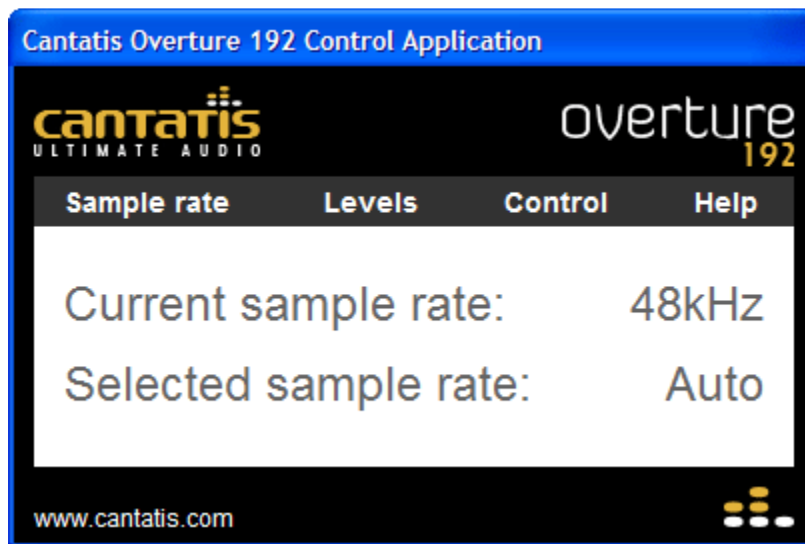 Cantatis Overture 192 Control Application
cantatis
ULTIMATE AUDIO
overture
192
Sample rate Levels Control Help
Current sample rate: 48kHz
Selected sample rate: Auto
www.cantatis.com